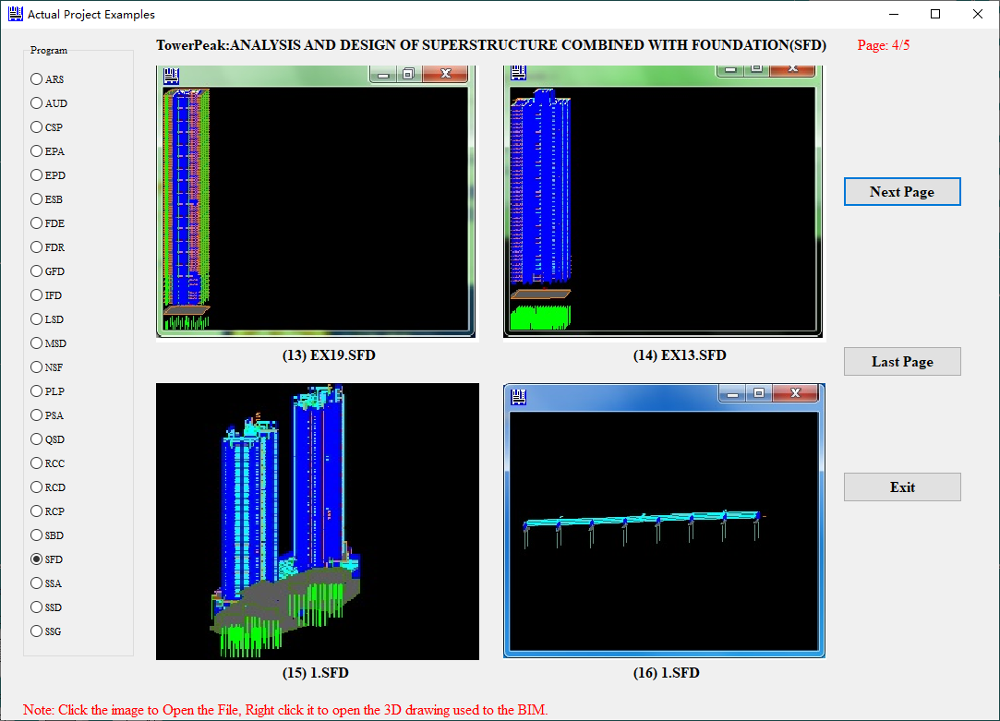 Actual Project Examples
TowerPeak:ANALYSIS AND DESIGN OF SUPERSTRUCTURE COMBINED WITH FOUNDATION(SFD)
Page: 4/5
Program
ARS
AUD
CSP
EPA
EPD
ESB
FDE
FDR
GFD
IFD
LSD
MSD
NSF
PLP
PSA
QSD
RCC
RCD
RCP
SBD
SFD
SSA
SSD
SSG
(13) EX19.SFD
(14) EX13.SFD
(15) 1.SFD
(16) 1.SFD
Next Page
Last Page
Exit
Note: Click the image to Open the File, Right click it to open the 3D drawing used to the BIM.